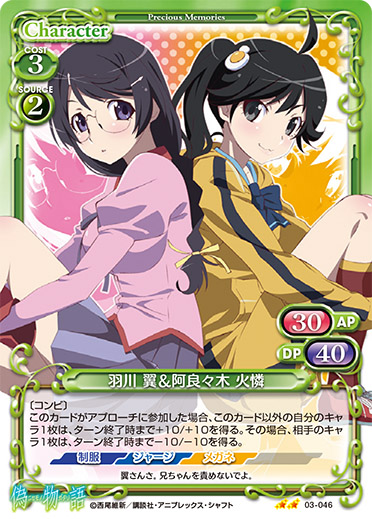 Precious Memories
Character
COST
3
SOURCE
2
30 AP
DP 40
羽川 翼&阿良々木 火憐
[コンビ]
このカードがアプローチに参加した場合、このカード以外の自分のキャ
ラ1枚は、ターン終了時まで+10/+10を得る。その場合、相手のキャ
ラ1枚は、ターン終了時まで-10/-10を得る。
制服 ジャージ メガネ
翼さんさ、兄ちゃんを責めないでよ。
偽物語
©西尾維新/講談社・アニプレックス・シャフト
03-046